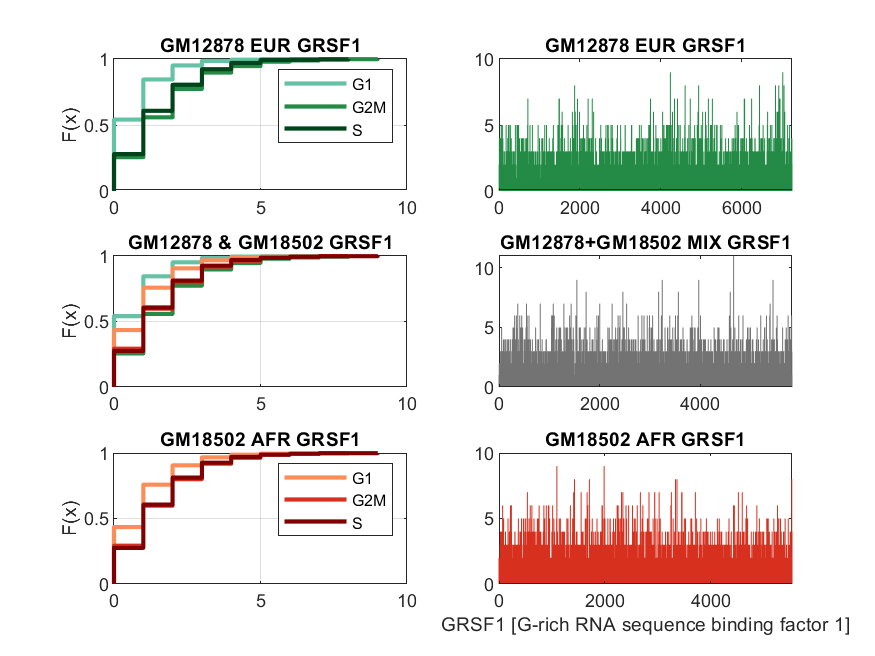 GM12878 EUR GRSF1
F(x)
1
0.5
0
0
5
10
G1
G2M
S
GM12878 EUR GRSF1
10
5
0
0
2000
4000
6000
GM12878 & GM18502 GRSF1
F(x)
1
0.5
0
0
5
10
GM12878+GM18502 MIX GRSF1
10
5
0
0
2000
4000
GM18502 AFR GRSF1
F(x)
1
0.5
0
0
5
10
G1
G2M
S
GM18502 AFR GRSF1
10
5
0
0
2000
4000
GRSF1 [G-rich RNA sequence binding factor 1]